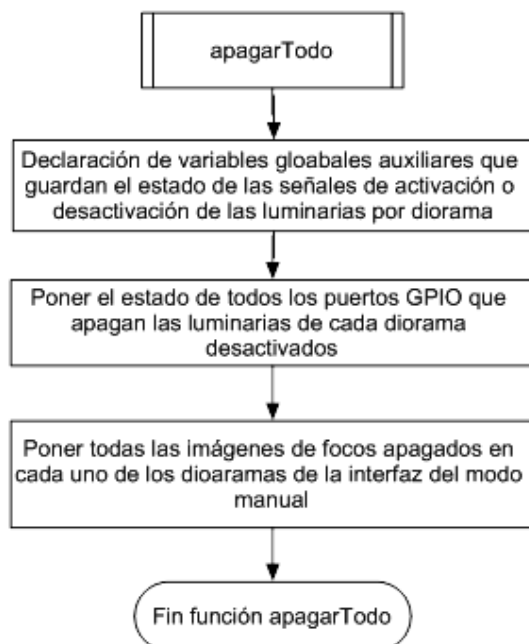 apagarTodo
Declaración de variables gloabales auxiliares que
guardan el estado de las señales de activación o
desactivación de las luminarias por diorama
Poner el estado de todos los puertos GPIO que
apagan las luminarias de cada diorama
desactivados
Poner todas las imágenes de focos apagados en
cada uno de los dioaramas de la interfaz del modo
manual
Fin función apagarTodo